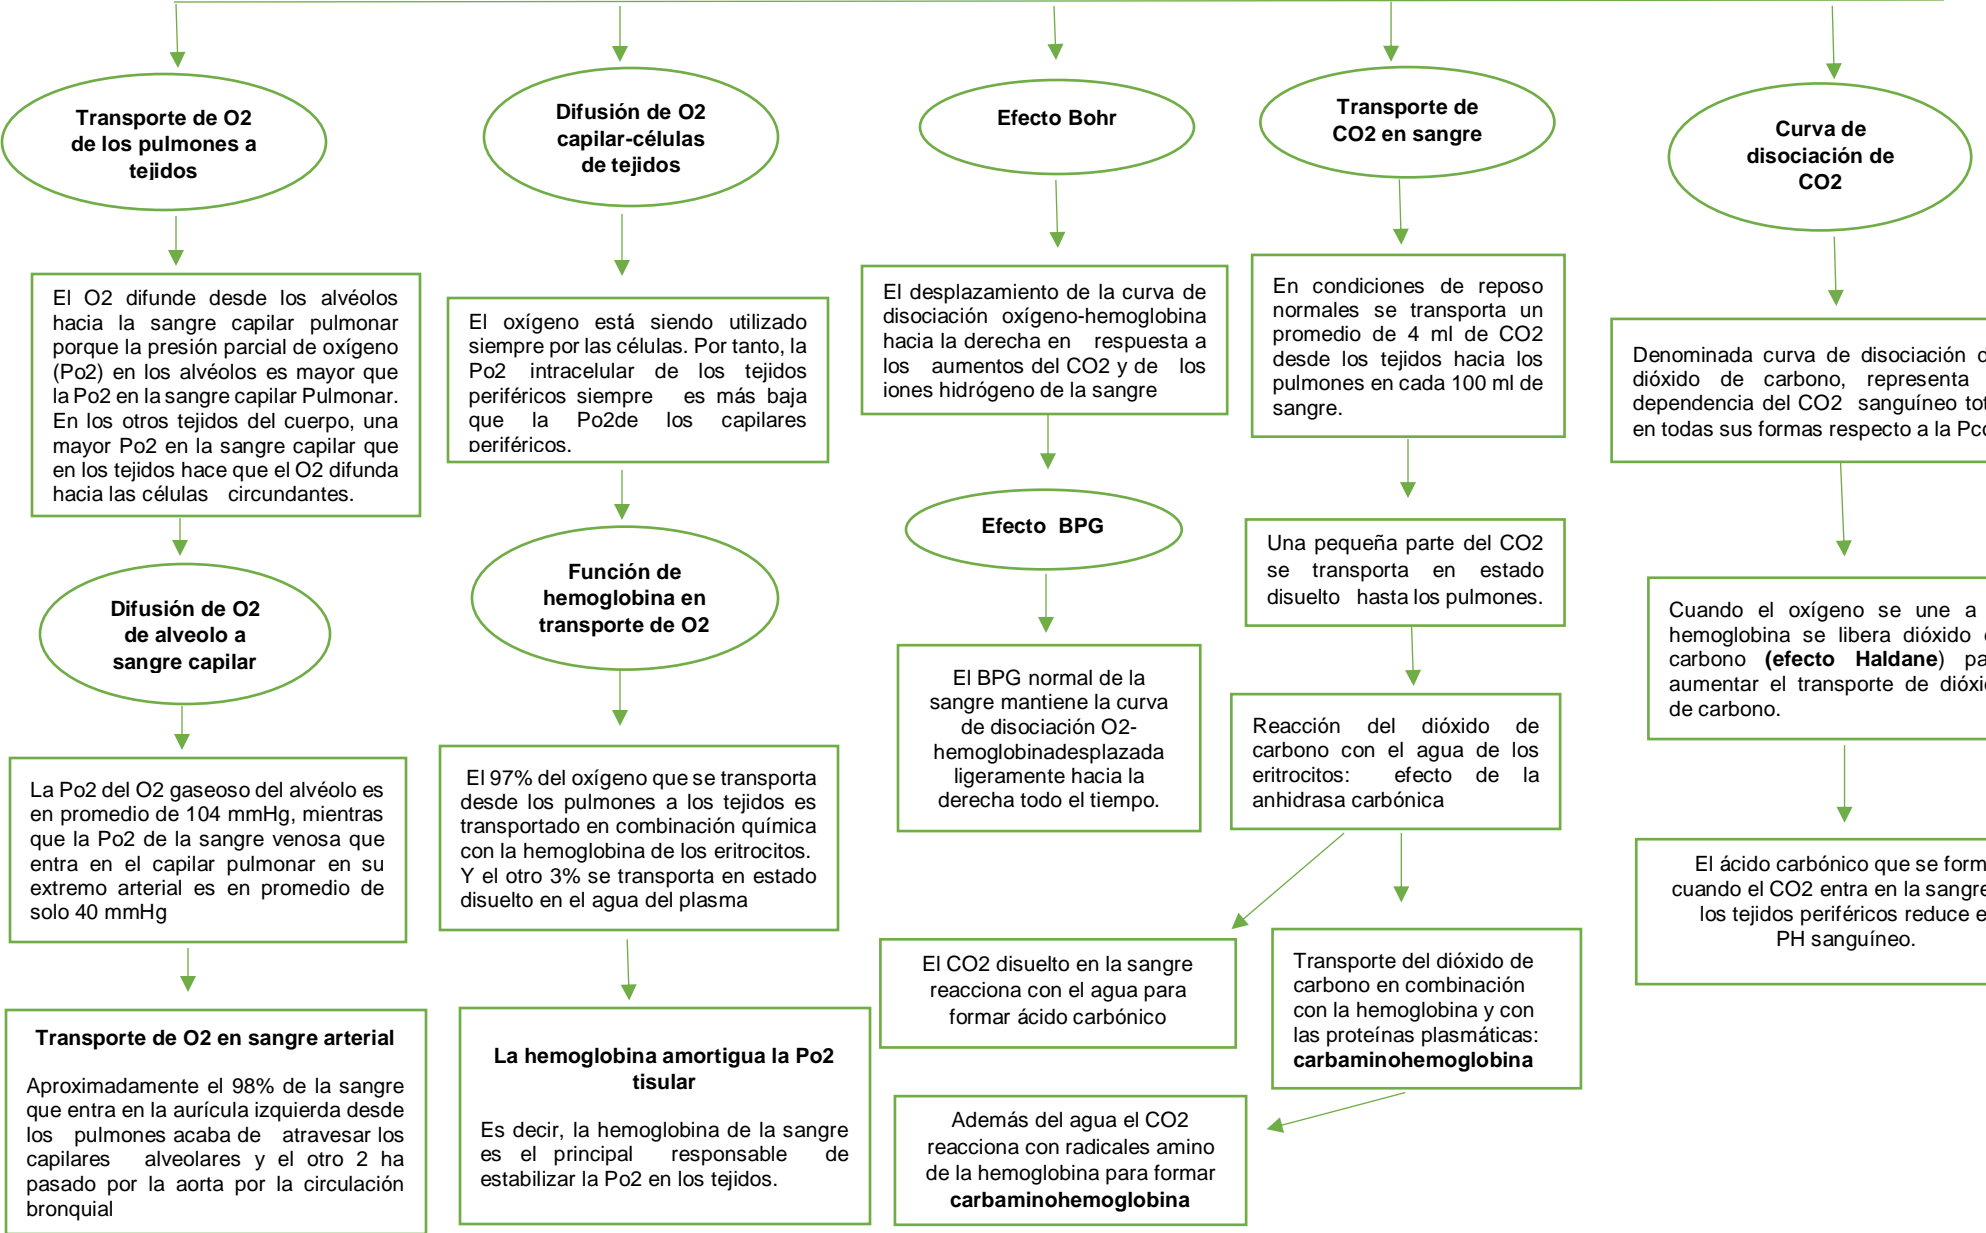 Transporte de O2
de los pulmones a
tejidos
El O2 difunde desde los alvéolos
hacia la sangre capilar pulmonar
porque la presión parcial de oxígeno
(Po2) en los alvéolos es mayor que
la Po2 en la sangre capilar Pulmonar.
En los otros tejidos del cuerpo, una
mayor Po2 en la sangre capilar que
en los tejidos hace que el O2 difunda
hacia las células circundantes.
Difusión de O2
de alveolo a
sangre capilar
La Po2 del O2 gaseoso del alvéolo es
en promedio de 104 mmHg, mientras
que la Po2 de la sangre venosa que
entra en el capilar pulmonar en su
extremo arterial es en promedio de
solo 40 mmHg
Transporte de O2 en sangre arterial
Aproximadamente el 98% de la sangre
que entra en la aurícula izquierda desde
los pulmones acaba de atravesar los
capilares alveolares y el otro 2 ha
pasado por la aorta por la circulación
bronquial
Difusión de O2
capilar-células
de tejidos
El oxígeno está siendo utilizado
siempre por las células. Por tanto, la
Po2 intracelular de los tejidos
periféricos siempre es más baja
que la Po2de los capilares
periféricos.
Función de
hemoglobina en
transporte de O2
El 97% del oxígeno que se transporta
desde los pulmones a los tejidos es
transportado en combinación química
con la hemoglobina de los eritrocitos.
Y el otro 3% se transporta en estado
disuelto en el agua del plasma
La hemoglobina amortigua la Po2
tisular
Es decir, la hemoglobina de la sangre
es el principal responsable de
estabilizar la Po2 en los tejidos.
Efecto Bohr
El desplazamiento de la curva de
disociación oxígeno-hemoglobina
hacia la derecha en respuesta a
los aumentos del CO2 y de los
iones hidrógeno de la sangre
Efecto BPG
El BPG normal de la
sangre mantiene la curva
de disociación O2-
hemoglobinadesplazada
ligeramente hacia la
derecha todo el tiempo.
Transporte de
CO2 en sangre
En condiciones de reposo
normales se transporta un
promedio de 4 ml de CO2
desde los tejidos hacia los
pulmones en cada 100 ml de
sangre.
Una pequeña parte del CO2
se transporta en estado
disuelto hasta los pulmones.
Reacción del dióxido de
carbono con el agua de los
eritrocitos: efecto de la
anhidrasa carbónica
El CO2 disuelto en la sangre
reacciona con el agua para
formar ácido carbónico
Transporte del dióxido de
carbono en combinación
con la hemoglobina y con
las proteínas plasmáticas:
carbaminohemoglobina
Además del agua el CO2
reacciona con radicales amino
de la hemoglobina para formar
carbaminohemoglobina
Curva de
disociación de
CO2
Denominada curva de disociación
dióxido de carbono, representa
dependencia del CO2 sanguíneo
en todas sus formas respecto a la
Cuando el oxígeno se une a
hemoglobina se libera dióxido
carbono (efecto Haldane)
aumentar el transporte de
de carbono.
El ácido carbónico que se
cuando el CO2 entra en la sangre
los tejidos periféricos reduce
PH sanguíneo.